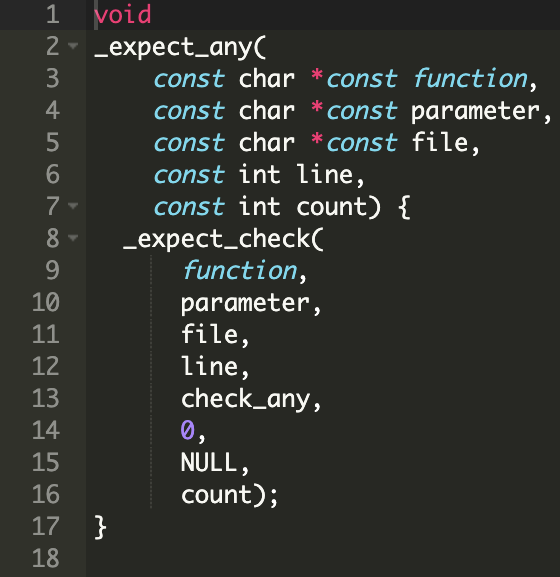 1 void
2 _expect_any(
3     const char *const function,
4     const char *const parameter,
5     const char *const file,
6     const int line,
7     const int count) {
8   _expect_check(
9       function,
10       parameter,
11       file,
12       line,
13       check_any,
14       0,
15       NULL,
16       count);
17 }
18